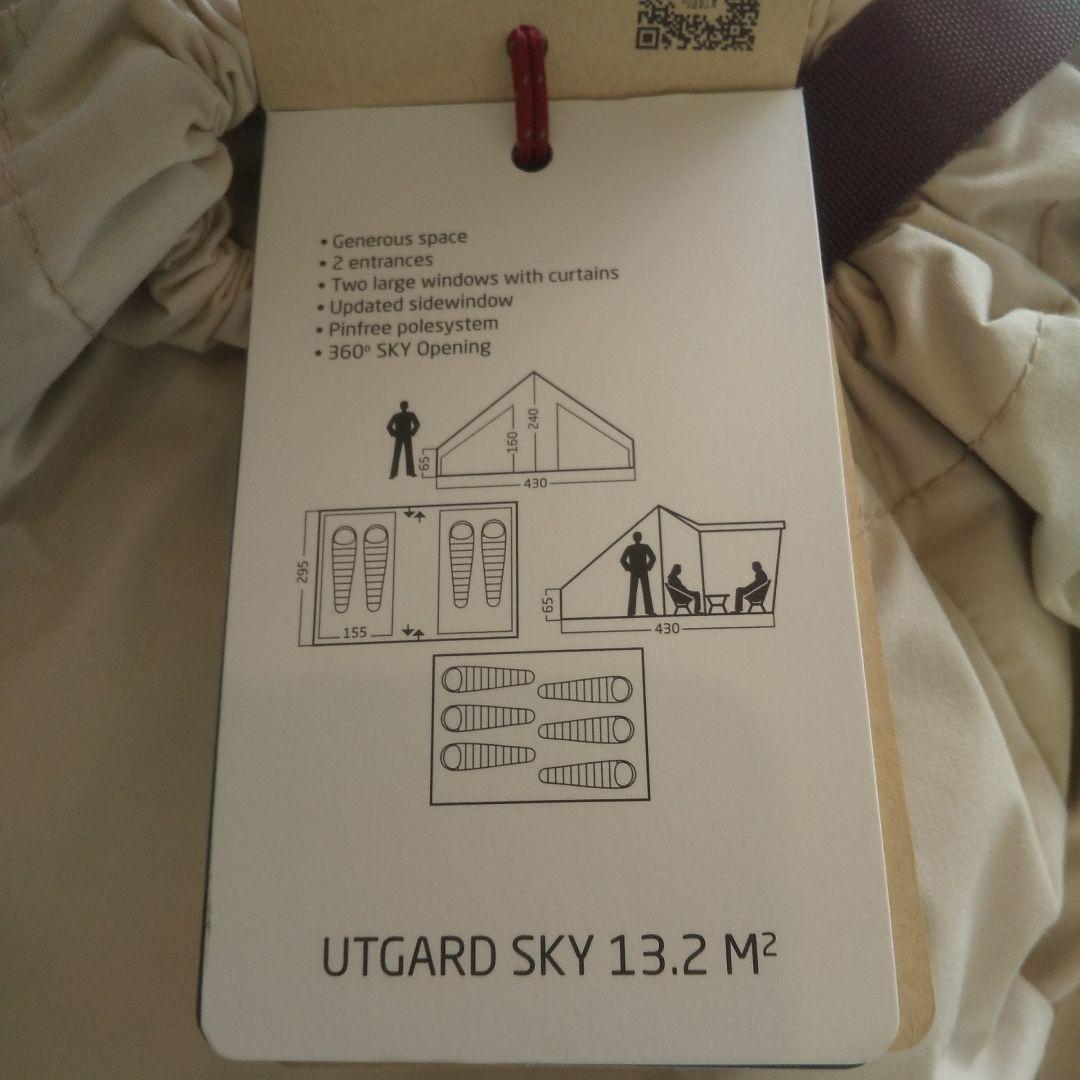 • Generous space
• 2 entrances
• Two large windows with curtains
• Updated sidewindow
• Pinfree polesystem
• 360° SKY Opening
240
160
65
430
295
155
65
430
UTGARD SKY 13.2 M²